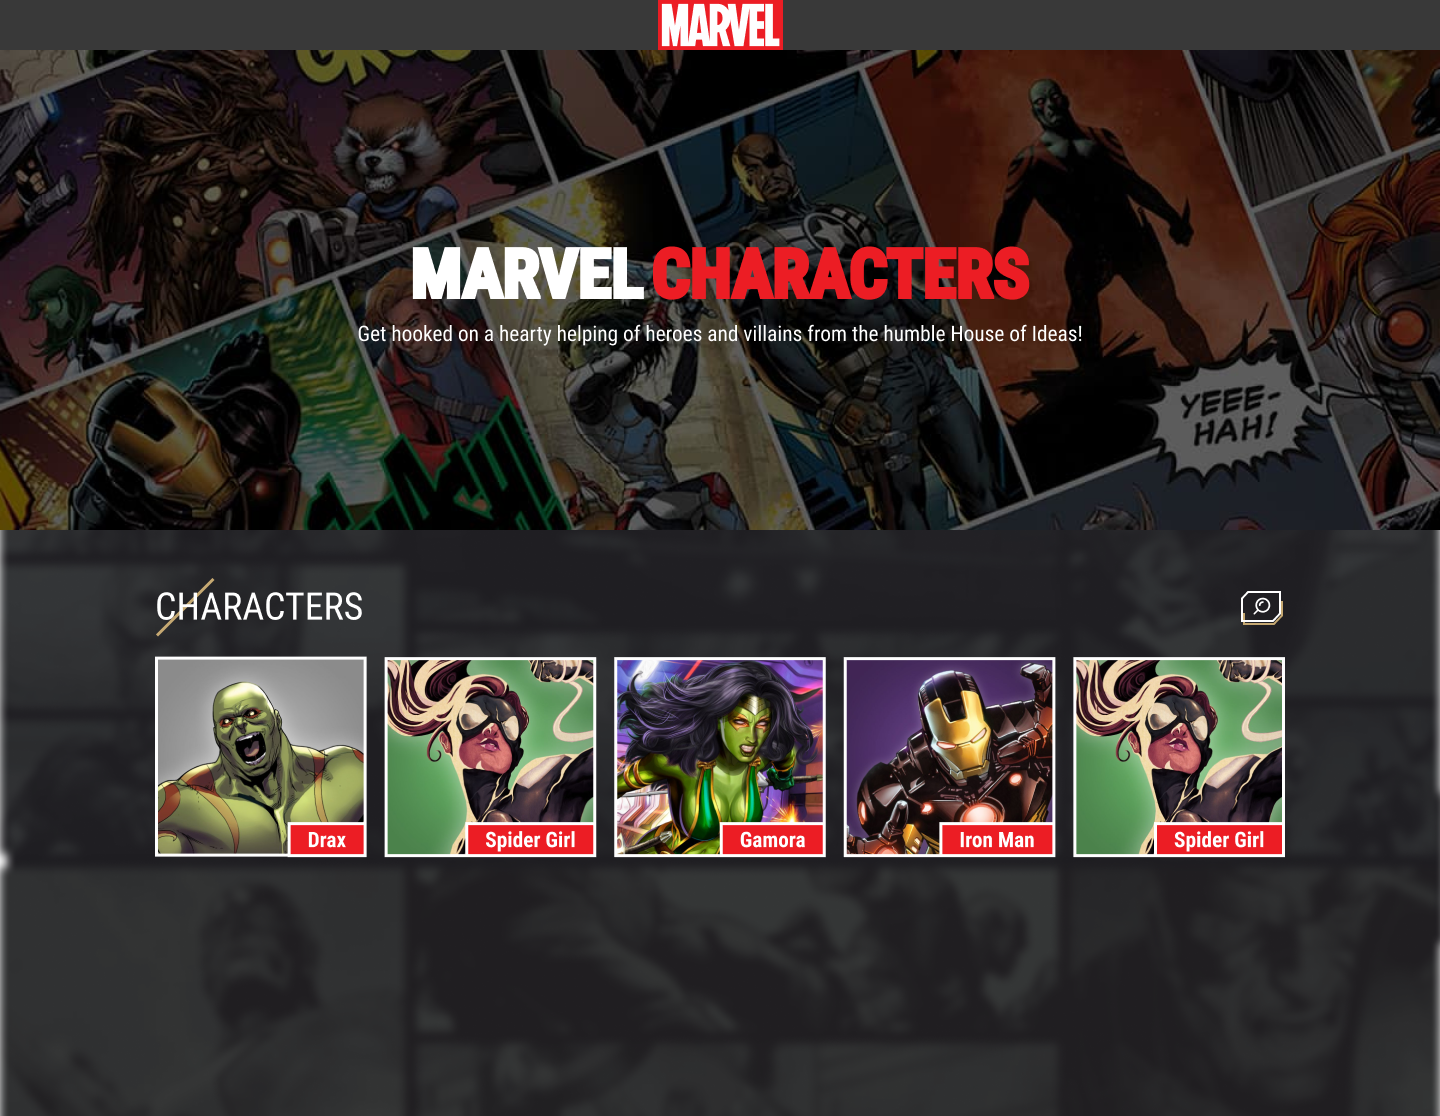 MARVEL
MARVEL CHARACTERS
Get hooked on a hearty helping of heroes and villains from the humble House of Ideas!
YEEE-
HAH!
CHARACTERS
Drax
Spider Girl
Gamora
Iron Man
Spider Girl